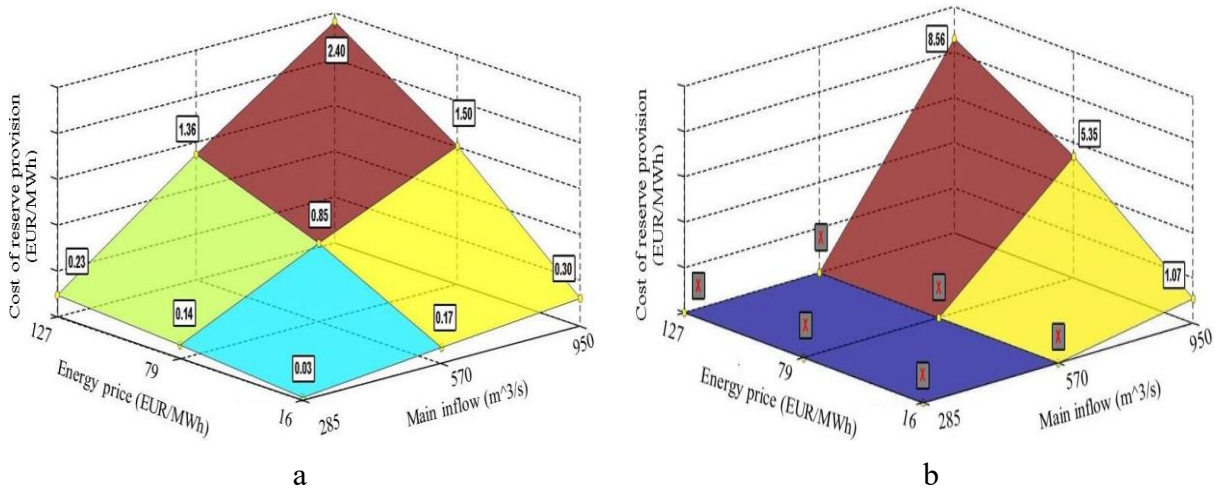 Cost of reserve provision
(EUR/MWh)
2.40
1.36
1.50
0.85
0.23
0.30
0.14
0.17
0.03
127
79
16
Energy price (EUR/MWh)
285
570
950
Main inflow (m^3/s)
a
Cost of reserve provision
(EUR/MWh)
8.56
5.35
X
X
X
1.07
X
X
X
127
79
16
Energy price (EUR/MWh)
285
570
950
Main inflow (m^3/s)
b